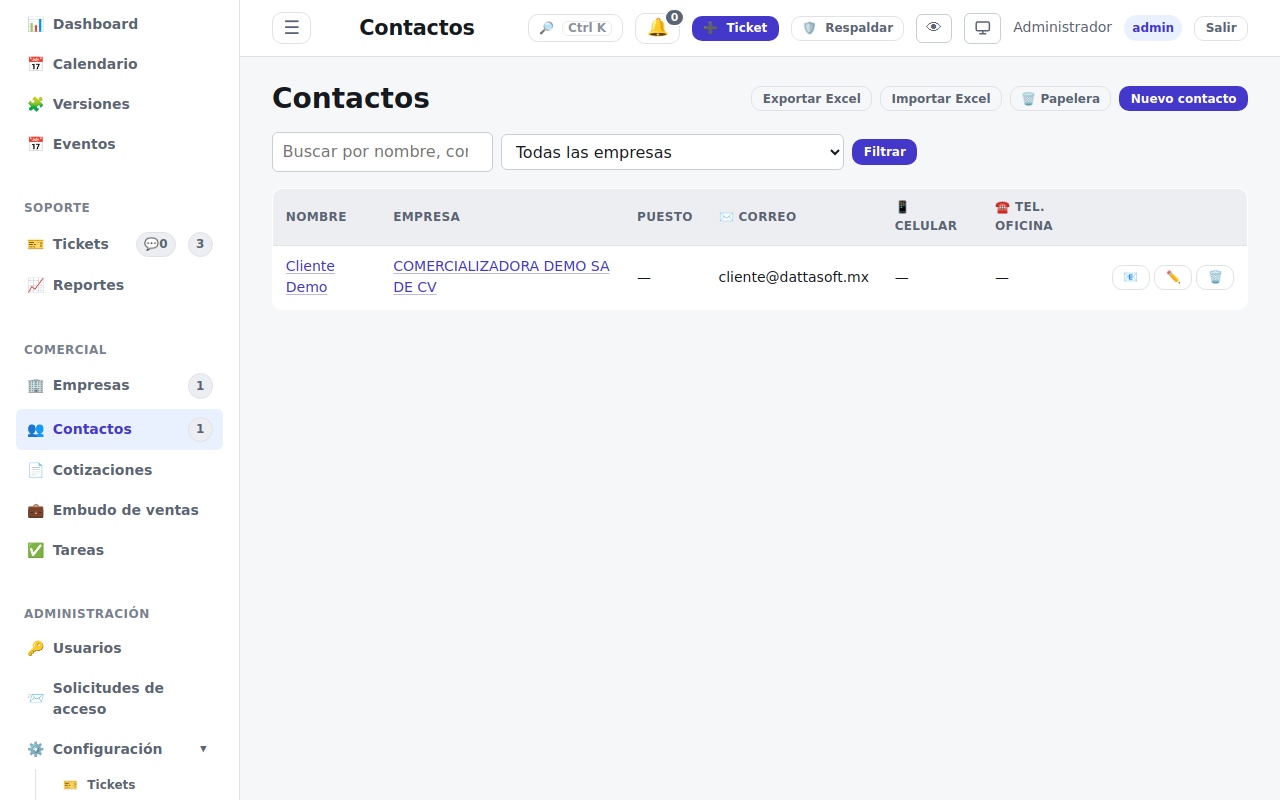 Dashboard
Calendario
Versiones
Eventos
SOPORTE
Tickets 0 3
Reportes
COMERCIAL
Empresas 1
Contactos 1
Cotizaciones
Embudo de ventas
Tareas
ADMINISTRACIÓN
Usuarios
Solicitudes de
acceso
Configuración
Tickets
Contactos
Ctrl K
0
Ticket
Respaldar
Administrador
admin
Salir
Contactos
Exportar Excel
Importar Excel
Papelera
Nuevo contacto
Buscar por nombre, cor
Todas las empresas
Filtrar
NOMBRE
EMPRESA
PUESTO
CORREO
CELULAR
TEL.
OFICINA
Cliente
Demo
COMERCIALIZADORA DEMO SA
DE CV
—
cliente@dattasoft.mx
—
—